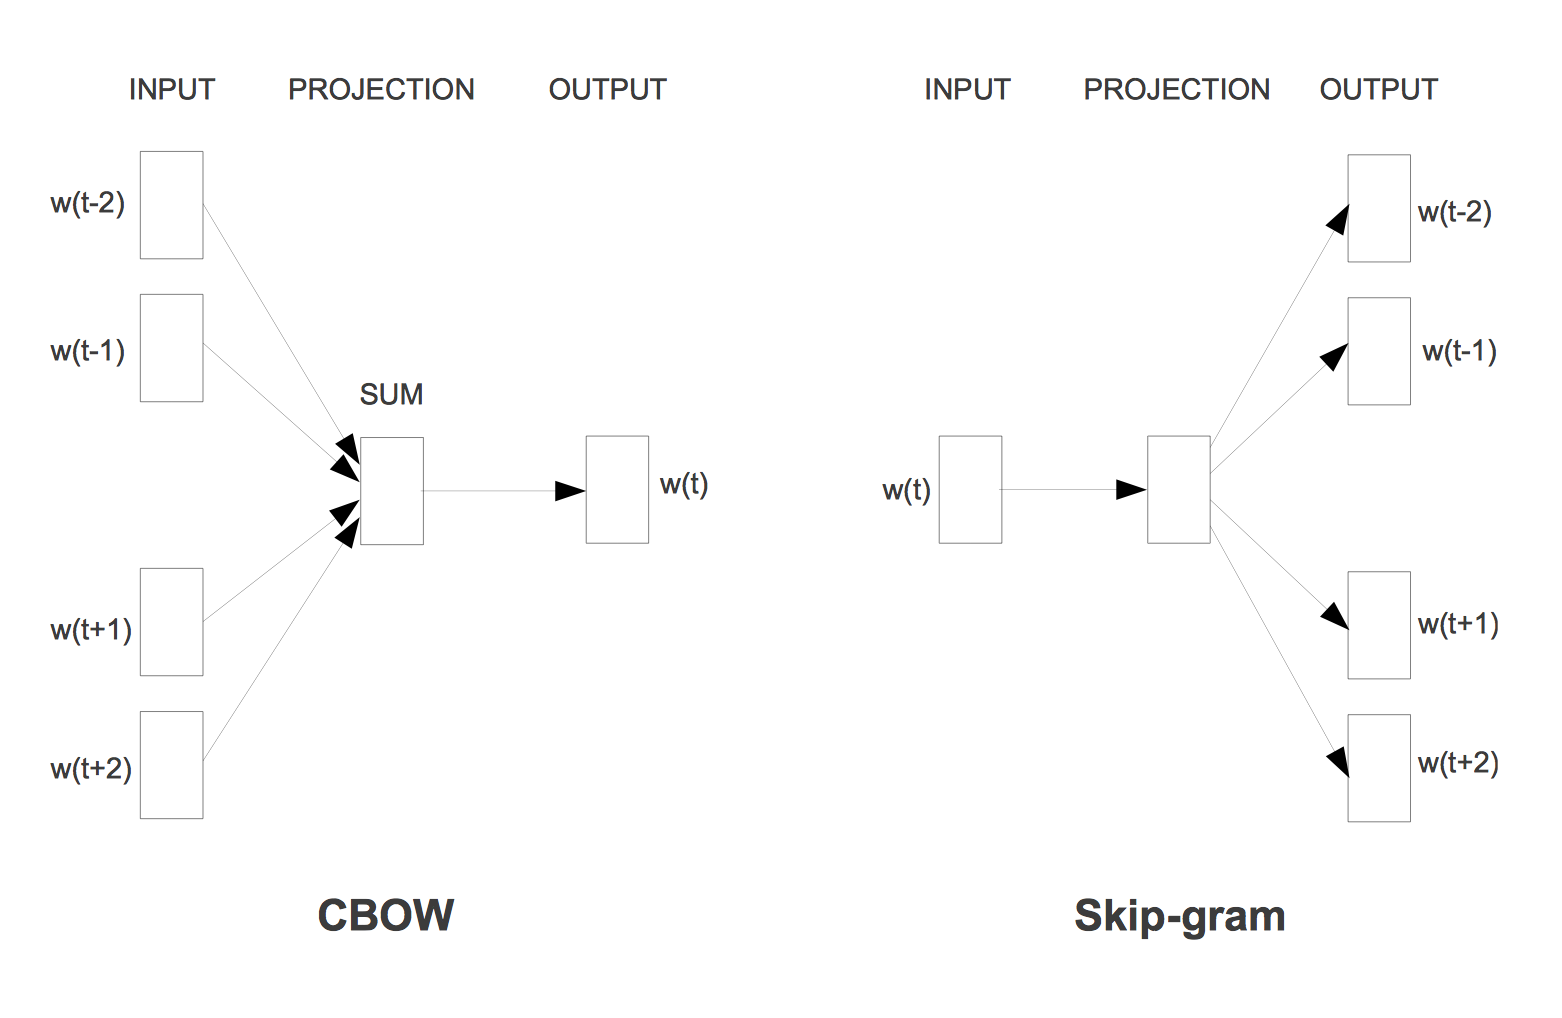 INPUT PROJECTION OUTPUT
w(t-2)
w(t-1)
SUM
w(t)
w(t+1)
w(t+2)
CBOW
INPUT PROJECTION OUTPUT
w(t-2)
w(t-1)
w(t)
w(t+1)
w(t+2)
Skip-gram